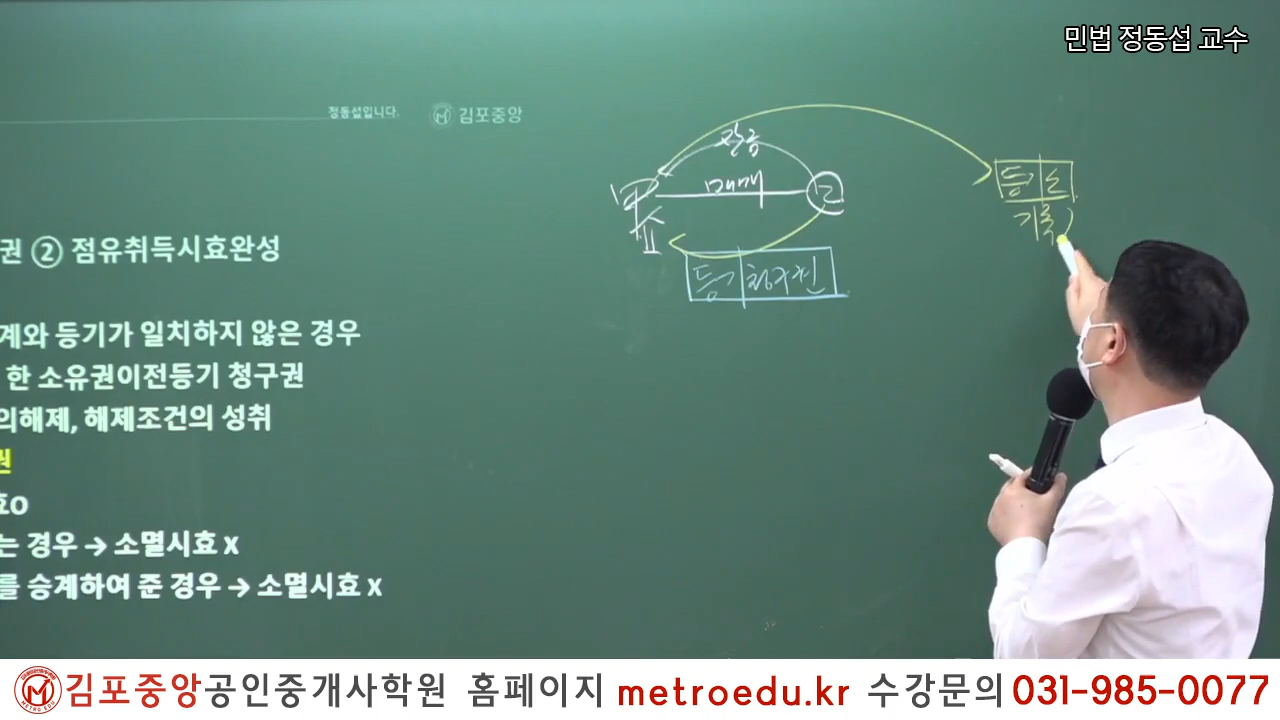 민법 정동섭 교수
정동섭입니다. 김포중앙
잔금
매매
등기소
기록
등기청구권
권 ② 점유취득시효완성
계와 등기가 일치하지 않은 경우
한 소유권이전등기 청구권
의해제, 해제조건의 성취
권
효o
는 경우 → 소멸시효 x
를 승계하여 준 경우 → 소멸시효 x
김포중앙공인중개사학원 홈페이지 metroedu.kr 수강문의 031-985-0077